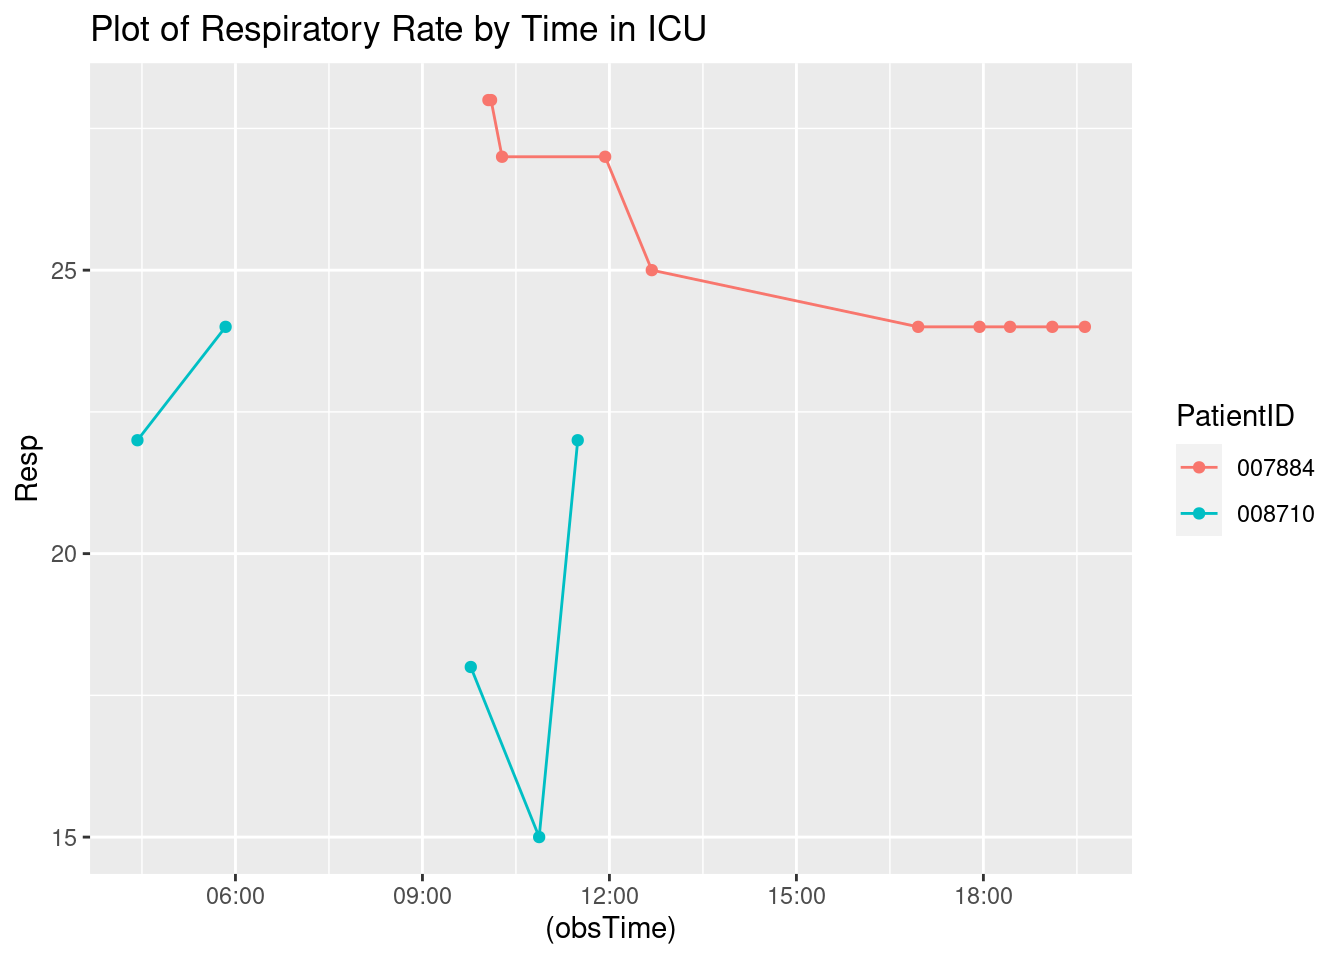 Plot of Respiratory Rate by Time in ICU
Resp
25
20
15
06:00 09:00 12:00 15:00 18:00
(obsTime)
PatientID
007884
008710